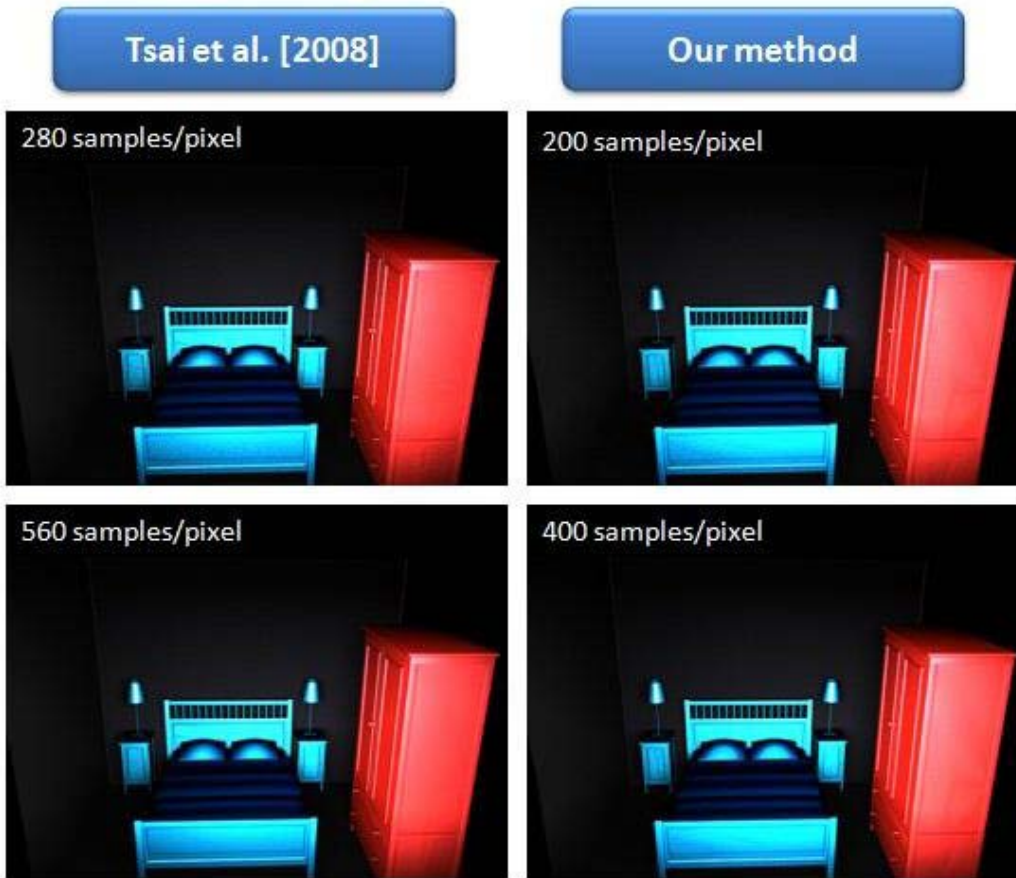 Tsai et al. [2008]
Our method
280 samples/pixel
200 samples/pixel
560 samples/pixel
400 samples/pixel